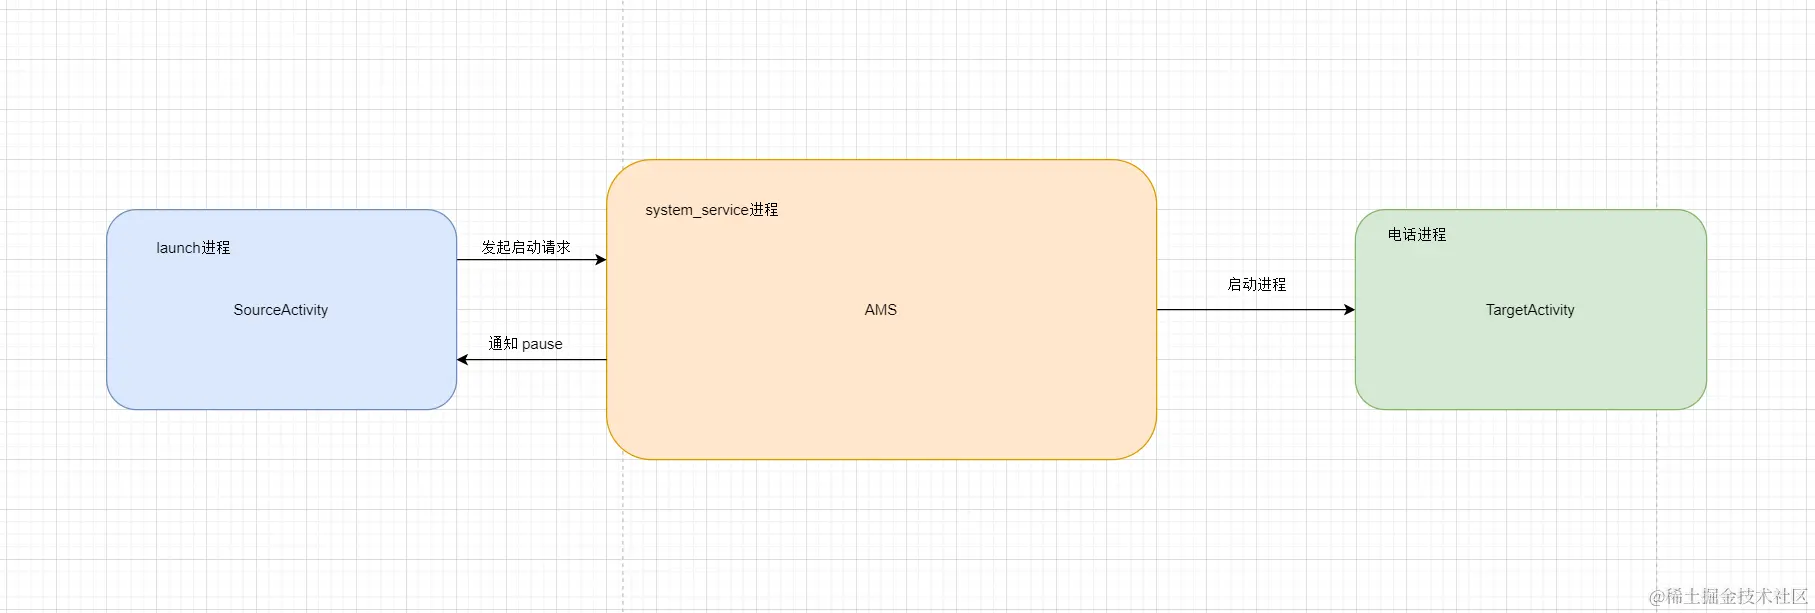 launch进程
SourceActivity
发起启动请求
通知 pause
system_service进程
AMS
启动进程
电话进程
TargetActivity
@稀土掘金技术社区